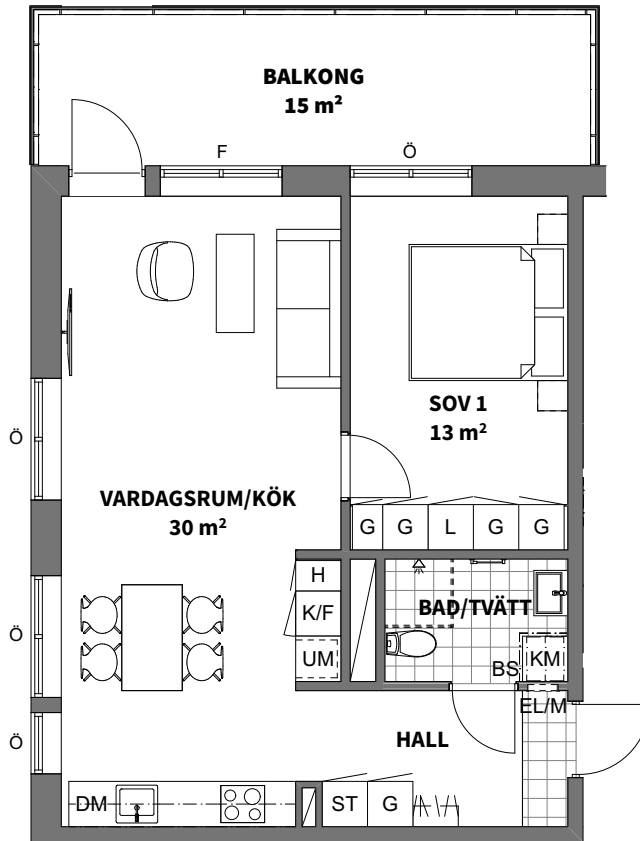 BALKONG
15 m²
F
Ö
SOV 1
13 m²
Ö
VARDAGSRUM/KÖK
30 m²
G G L G G
H
K/F
UM
BAD/TVÄTT
BS
KM
EL/M
Ö
Ö
HALL
DM
ST
G